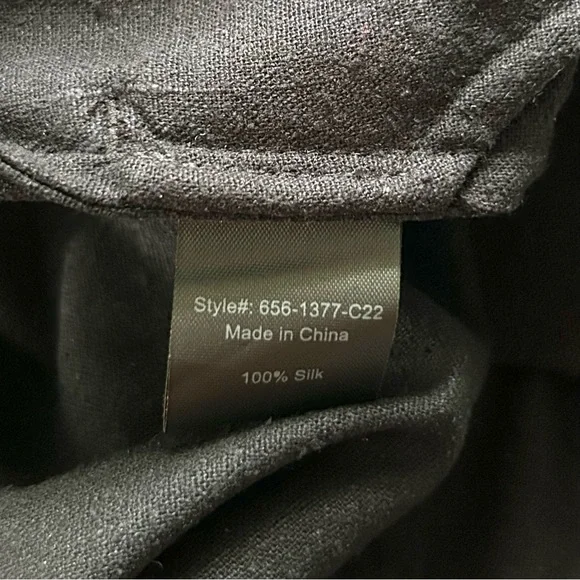 Style#: 656-1377-C22
Made in China
100% Silk